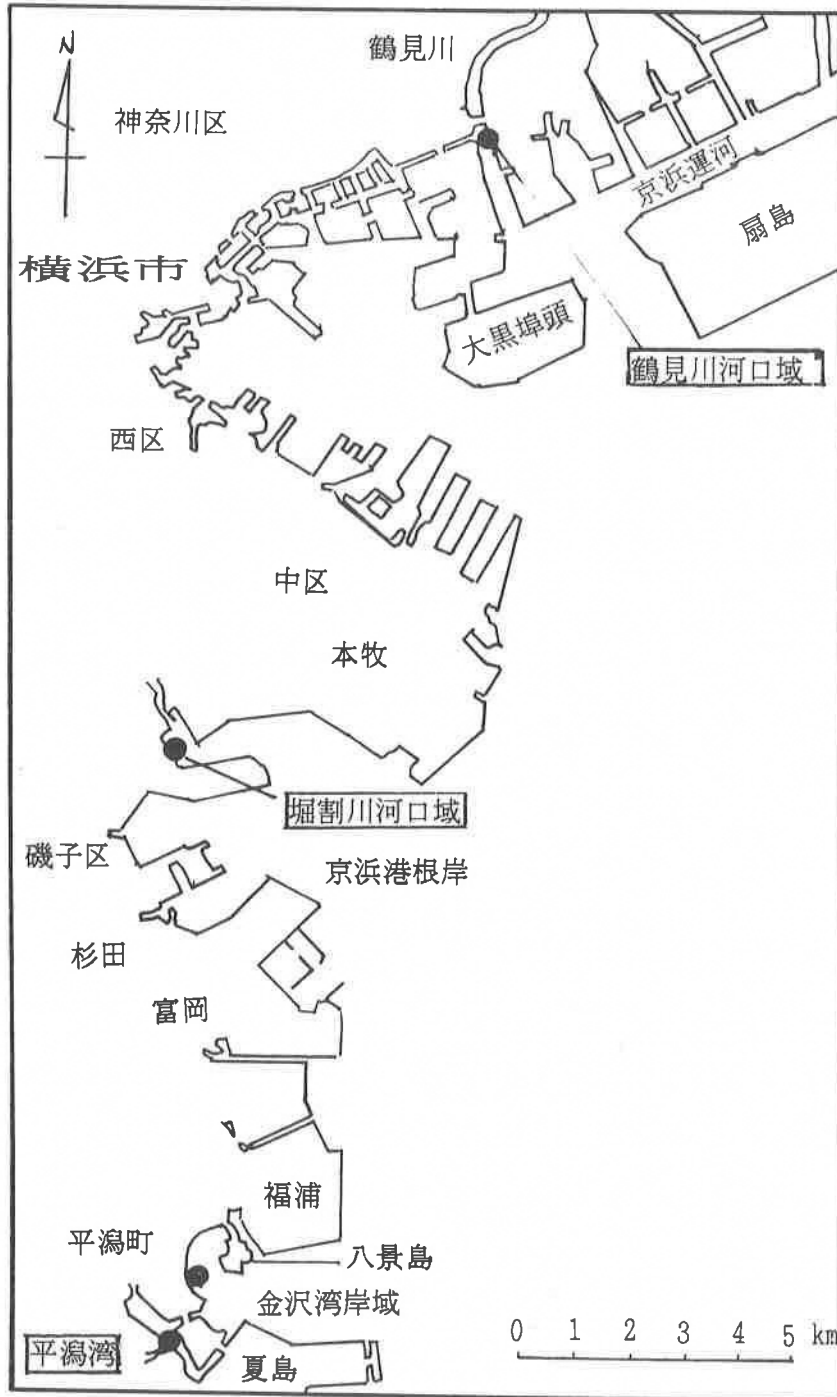 N
鶴見川
神奈川区
京浜運河
扇島
横浜市
大黒埠頭
鶴見川河口域
西区
中区
本牧
堀割川河口域
磯子区
京浜港根岸
杉田
富岡
福浦
平潟町
八景島
金沢湾岸域
平潟湾
夏島
0 1 2 3 4 5 km